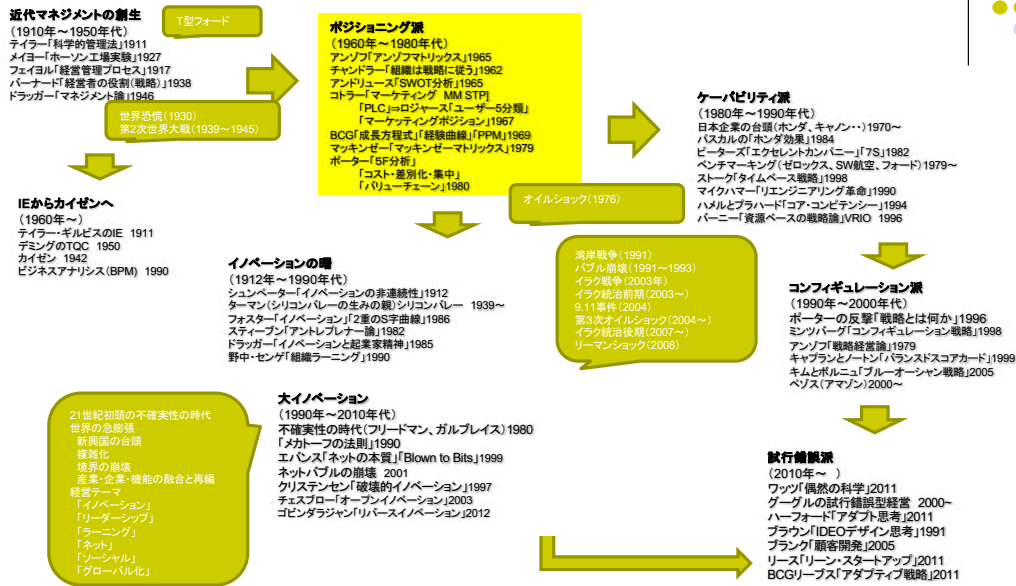 近代マネジメントの創生
(1910年~1950年代)
テイラー「科学的管理法」1911
メイヨー「ホーソン工場実験」1927
フェイヨル「経営管理プロセス」1917
バーナード「経営者の役割(戦略)」1938
ドラッガー「マネジメント論」1946
T型フォード
世界恐慌(1930)
第2次世界大戦(1939~1945)
IEからカイゼンへ
(1960年~)
テイラー・ギルビスのIE 1911
デミングのTQC 1950
カイゼン 1942
ビジネスアナリシス(BPM) 1990
ポジショニング派
(1960年~1980年代)
アンゾフ「アンゾフマトリックス」1965
チャンドラー「組織は戦略に従う」1962
アンドリュース「SWOT分析」1965
コトラー「マーケティング MM STP]
「PLC」⇒ロジャース「ユーザー5分類」
「マーケッティングポジション」1967
BCG「成長方程式」「経験曲線」「PPM」1969
マッキンゼー「マッキンゼーマトリックス」1979
ポーター「5F分析」
「コスト・差別化・集中」
「バリューチェーン」1980
オイルショック(1976)
ケーパビリティ派
(1980年~1990年代)
日本企業の台頭(ホンダ、キャノン・・)1970~
パスカルの「ホンダ効果」1984
ピーターズ「エクセレントカンパニー」「7S」1982
ベンチマーキング(ゼロックス、SW航空、フォード)1979~
ストーク「タイムベース戦略」1998
マイクハマー「リエンジニアリング革命」1990
ハメルとプラハード「コア・コンピテンシー」1994
バーニー「資源ベースの戦略論」VRIO 1996
イノベーションの曙
(1912年~1990年代)
シュンペーター「イノベーションの非連続性」1912
ターマン(シリコンバレーの生みの親)シリコンバレー 1939~
フォスター「イノベーション」「2重のS字曲線」1986
スティーブン「アントレプレナー論」1982
ドラッガー「イノベーションと起業家精神」1985
野中・センゲ「組織ラーニング」1990
湾岸戦争(1991)
バブル崩壊(1991~1993)
イラク戦争(2003年)
イラク統治前期(2003~)
9.11事件(2004)
第3次オイルショック(2004~)
イラク統治後期(2007~)
リーマンショック(2008)
コンフィギュレーション派
(1990年~2000年代)
ポーターの反撃「戦略とは何か」1996
ミンツバーグ「コンフィギュレーション戦略」1998
アンゾフ「戦略経営論」1979
キャプランとノートン「バランスドスコアカード」1999
キムとボルニュ「ブルーオーシャン戦略」2005
ベゾス(アマゾン)2000~
21世紀初頭の不確実性の時代
世界の急膨張
新興国の台頭
複雑化
境界の崩壊
産業・企業・機能の融合と再編
経営テーマ
「イノベーション」
「リーダーシップ」
「ラーニング」
「ネット」
「ソーシャル」
「グローバル化」
大イノベーション
(1990年~2010年代)
不確実性の時代(フリードマン、ガルブレイス)1980
「メカトーフの法則」1990
エバンス「ネットの本質」「Blown to Bits」1999
ネットバブルの崩壊 2001
クリステンセン「破壊的イノベーション」1997
チェスブロー「オープンイノベーション」2003
ゴビンダラジャン「リバースイノベーション」2012
試行錯誤派
(2010年~ )
ワッツ「偶然の科学」2011
グーグルの試行錯誤型経営 2000~
ハーフォード「アダプト思考」2011
ブラウン「IDEOデザイン思考」1991
ブランク「顧客開発」2005
リース「リーン・スタートアップ」2011
BCGリーブス「アダプティブ戦略」2011